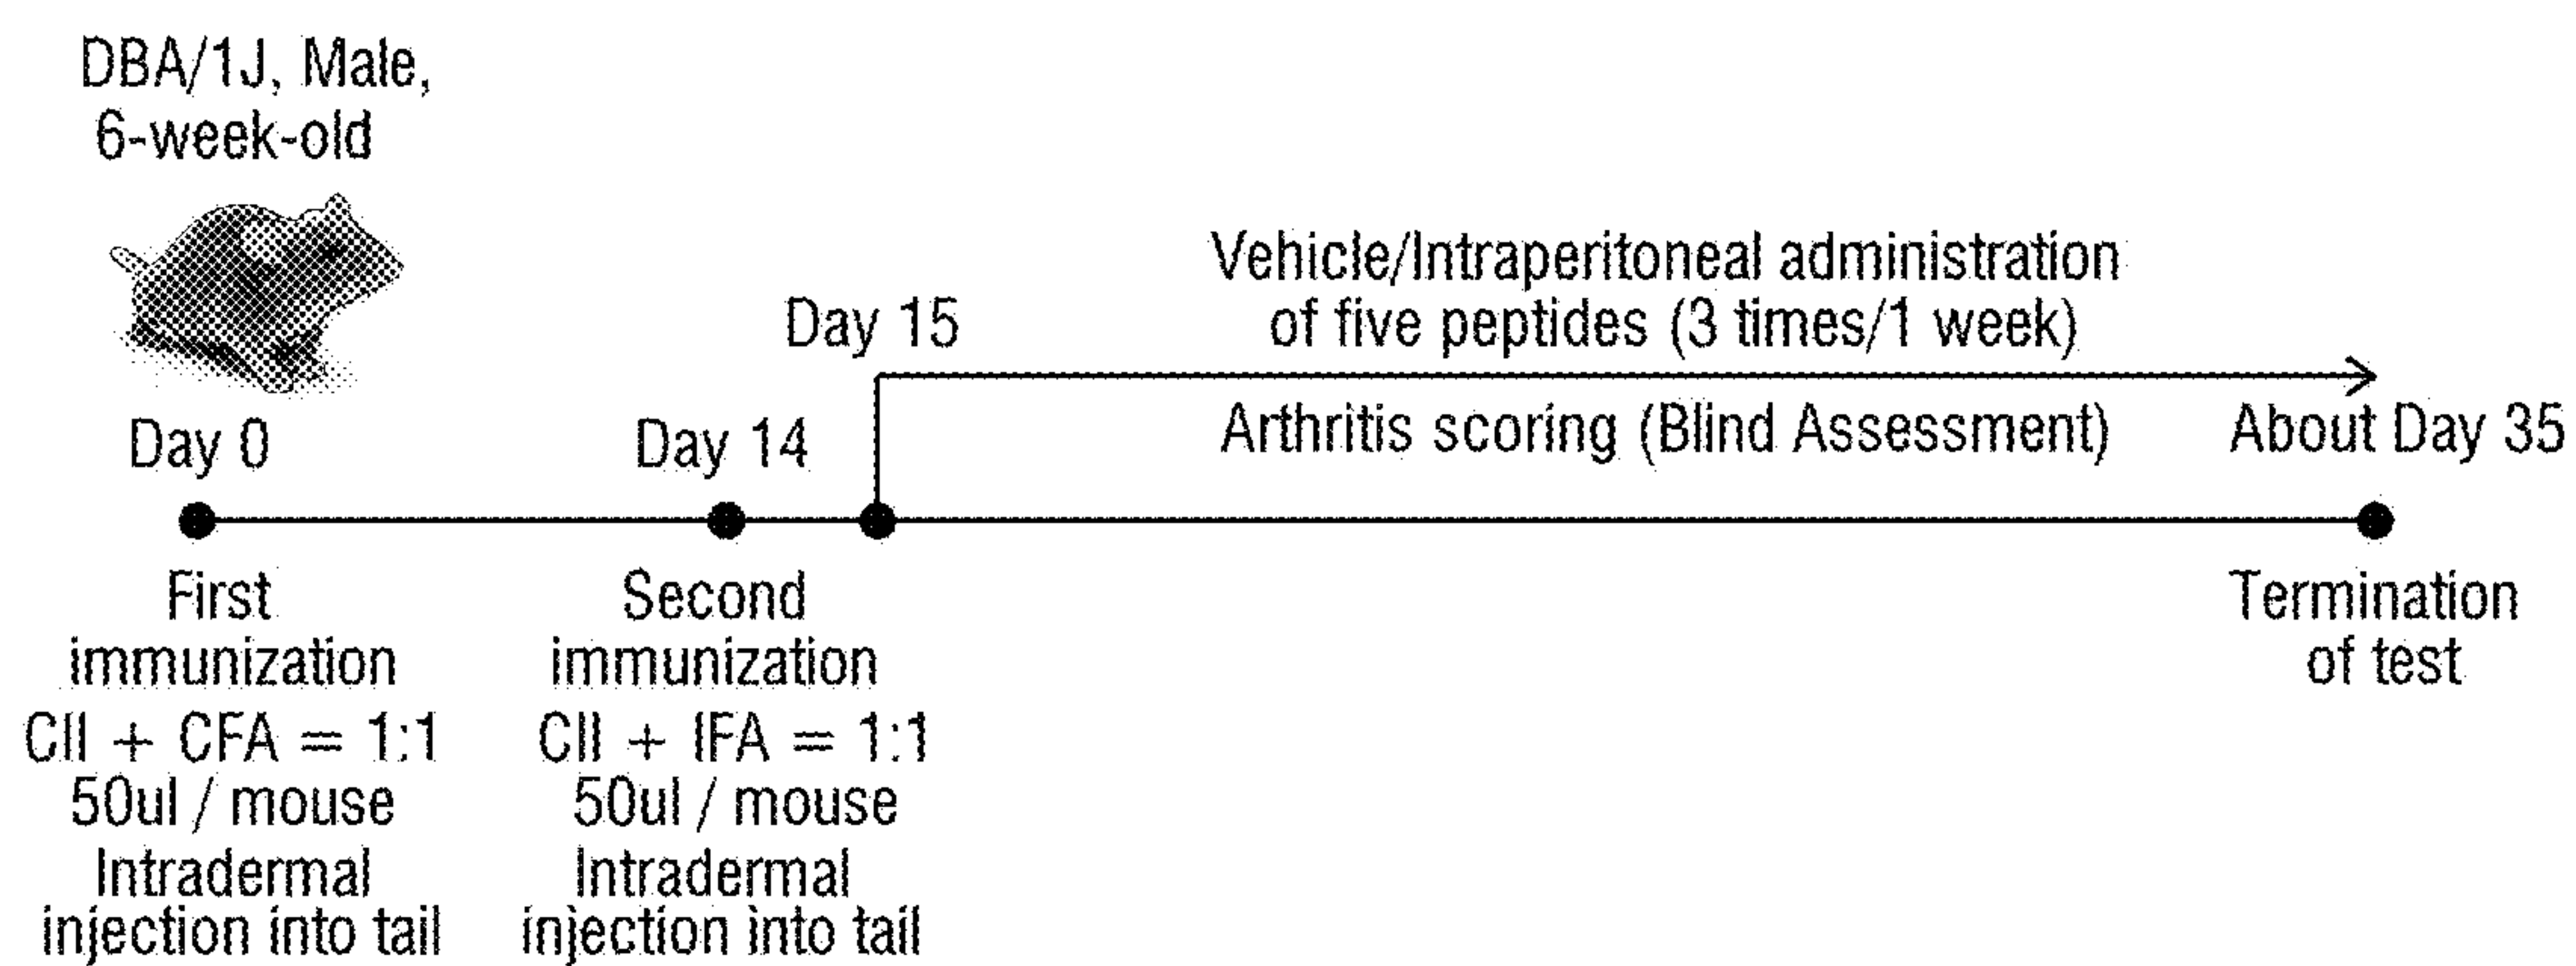 DBA/1J, Male,
6-week-old
Day 0
Day 14
Day 15
Vehicle/Intraperitoneal administration
of five peptides (3 times/1 week)
Arthritis scoring (Blind Assessment)
About Day 35
First
immunization
CII + CFA = 1:1
50ul / mouse
Intradermal
injection into tail
Second
immunization
CII + IFA = 1:1
50ul / mouse
Intradermal
injection into tail
Termination
of test